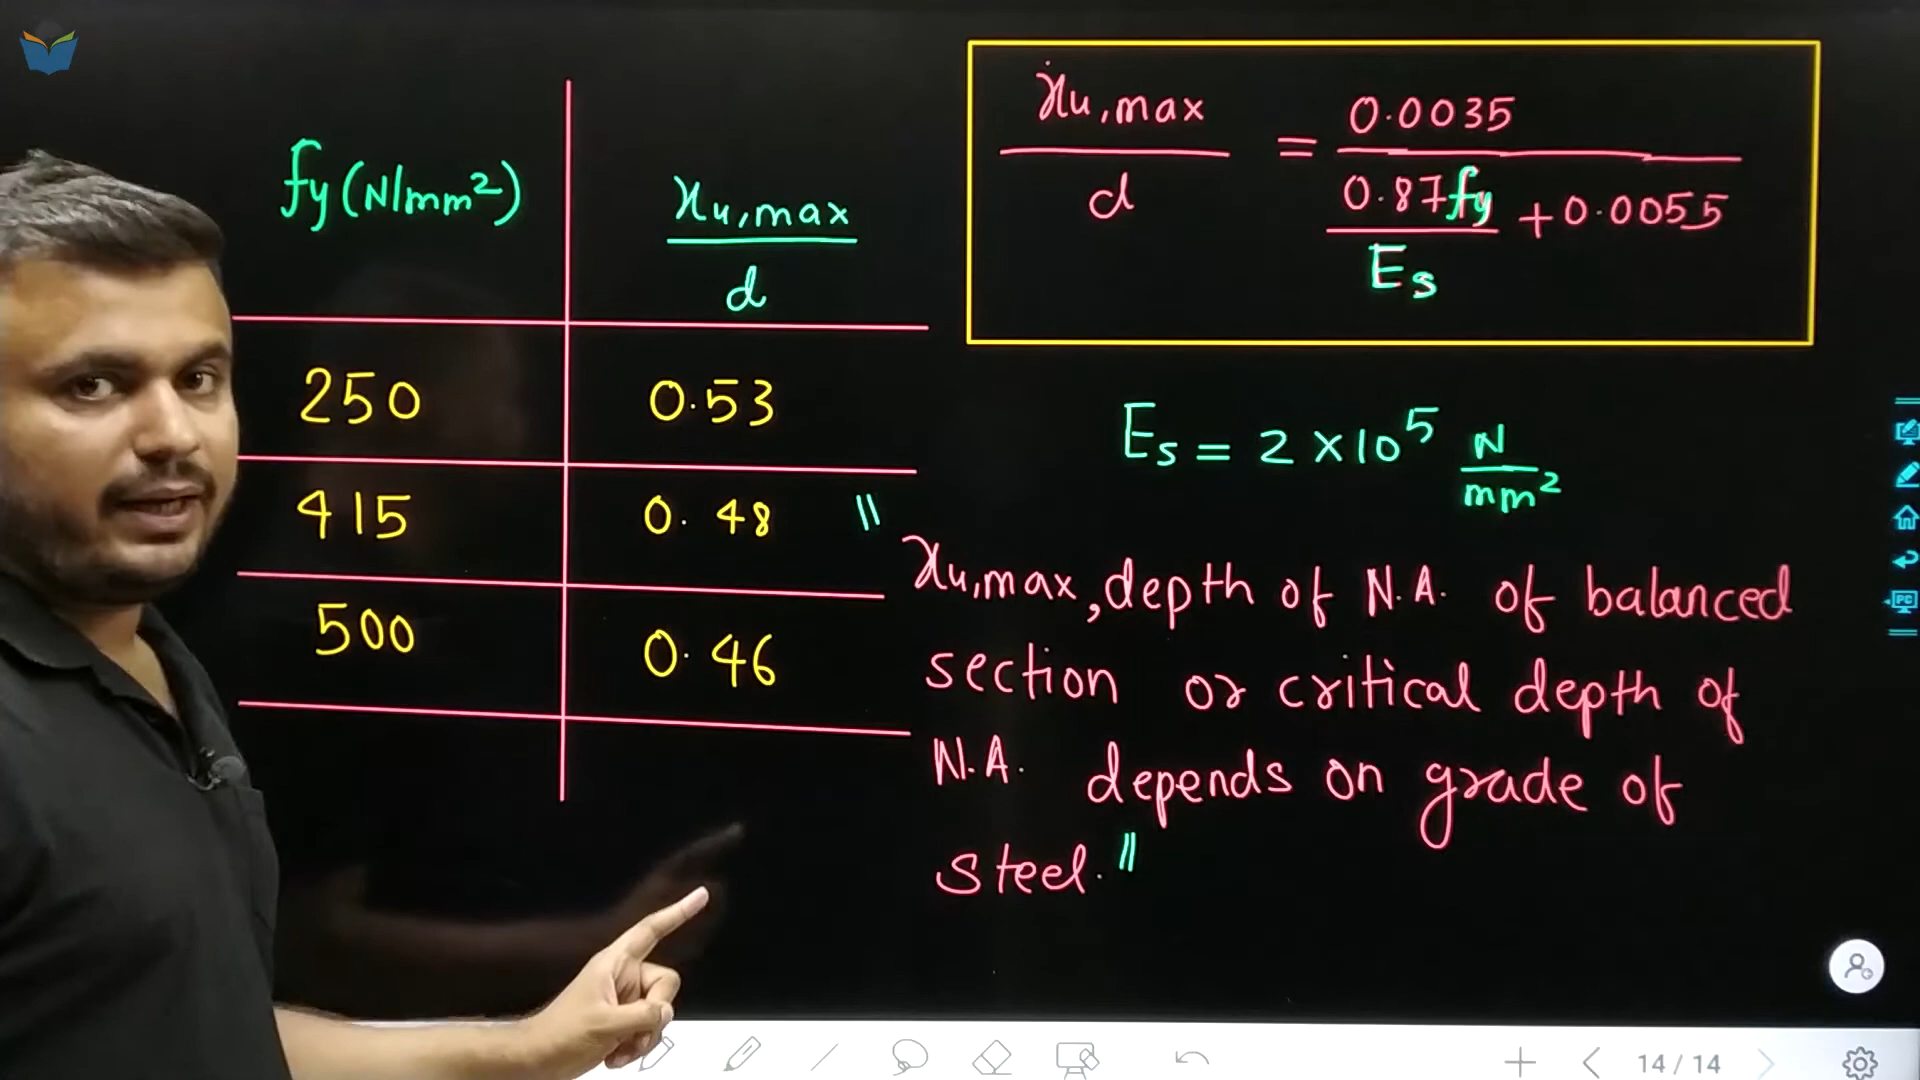 fy (N/mm²) xu,max/d
250 0.53
415 0.48
500 0.46
xu,max/d = 0.0035/(0.87fy/Es + 0.0055)
Es = 2 × 10⁵ N/mm²
xu,max, depth of N.A. of balanced
section or critical depth of
N.A. depends on grade of
steel.
PC
14 / 14